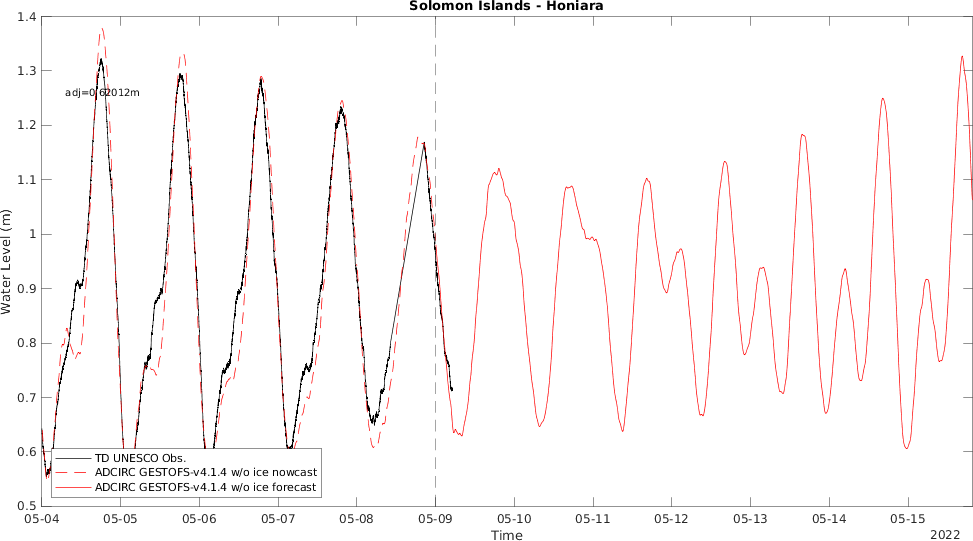 Solomon Islands - Honiara
1.4
1.3
adj=0.62012m
1.2
1.1
1
0.9
0.8
0.7
0.6
0.5
Water Level (m)
TD UNESCO Obs.
ADCIRC GESTOFS-v4.1.4 w/o ice nowcast
ADCIRC GESTOFS-v4.1.4 w/o ice forecast
05-04 05-05 05-06 05-07 05-08 05-09 05-10 05-11 05-12 05-13 05-14 05-15
Time
2022